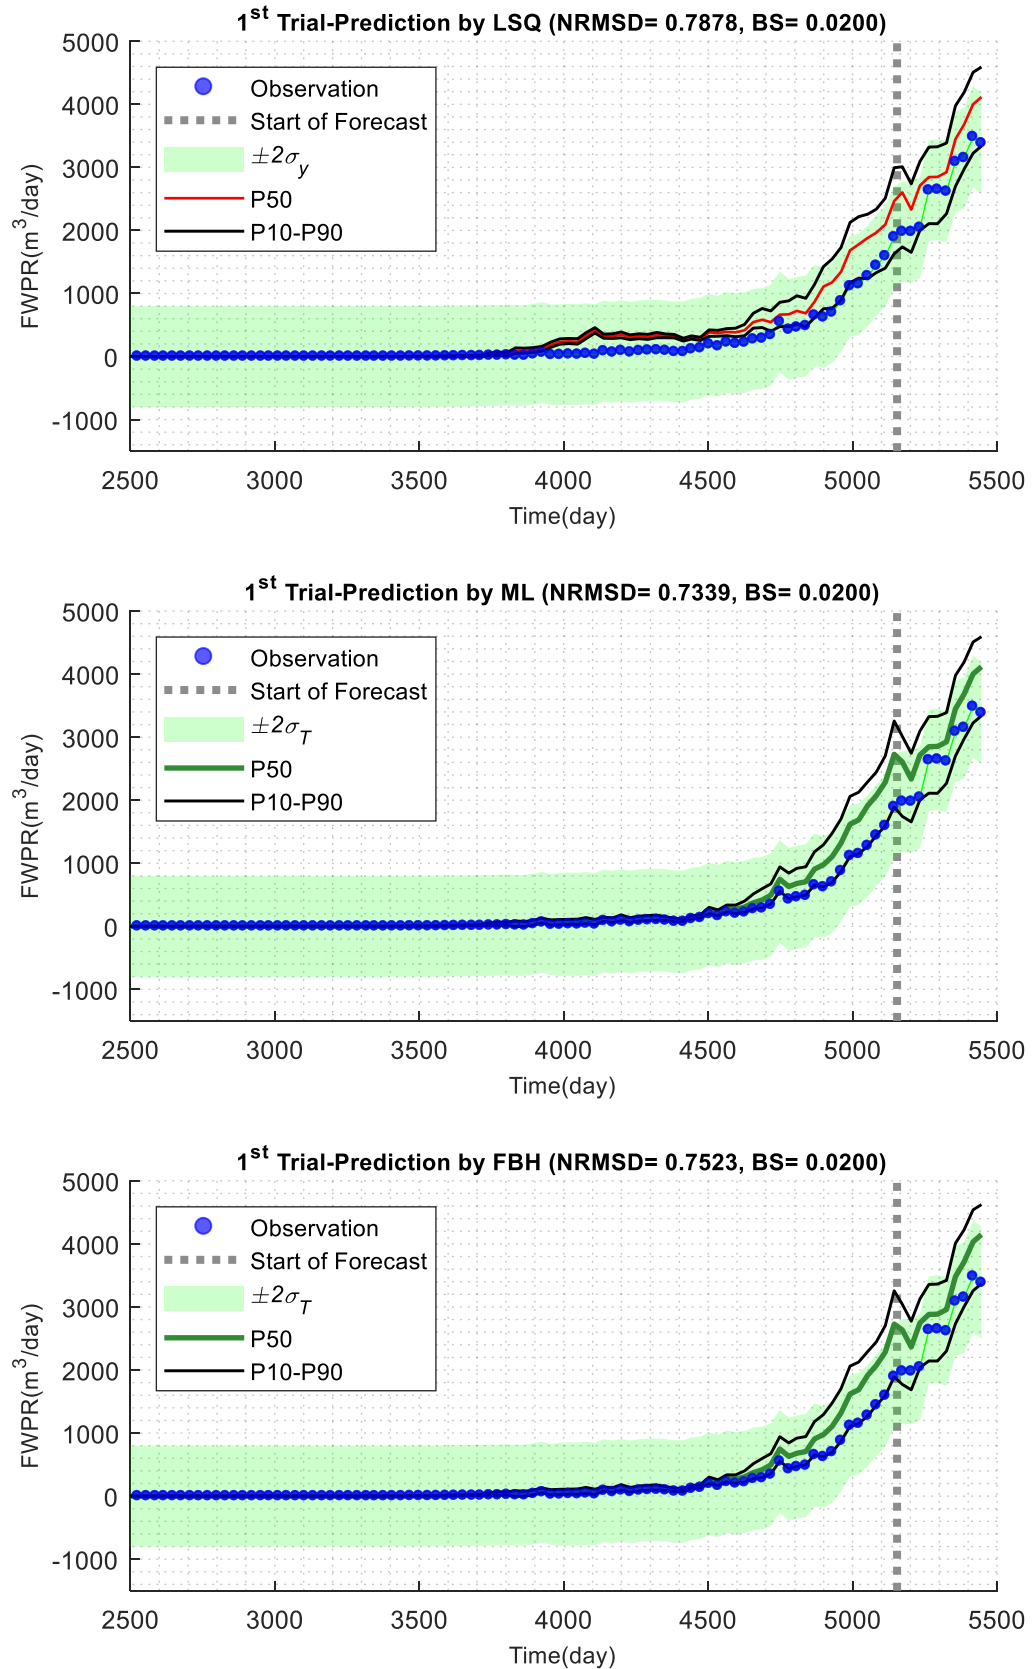 1st Trial-Prediction by LSQ (NRMSD= 0.7878, BS= 0.0200)
5000
4000
3000
2000
1000
0
-1000
FWPR(m3/day)
Observation
Start of Forecast
±2σy
P50
P10-P90
2500 3000 3500 4000 4500 5000 5500
Time(day)
1st Trial-Prediction by ML (NRMSD= 0.7339, BS= 0.0200)
5000
4000
3000
2000
1000
0
-1000
FWPR(m3/day)
Observation
Start of Forecast
±2σT
P50
P10-P90
2500 3000 3500 4000 4500 5000 5500
Time(day)
1st Trial-Prediction by FBH (NRMSD= 0.7523, BS= 0.0200)
5000
4000
3000
2000
1000
0
-1000
FWPR(m3/day)
Observation
Start of Forecast
±2σT
P50
P10-P90
2500 3000 3500 4000 4500 5000 5500
Time(day)